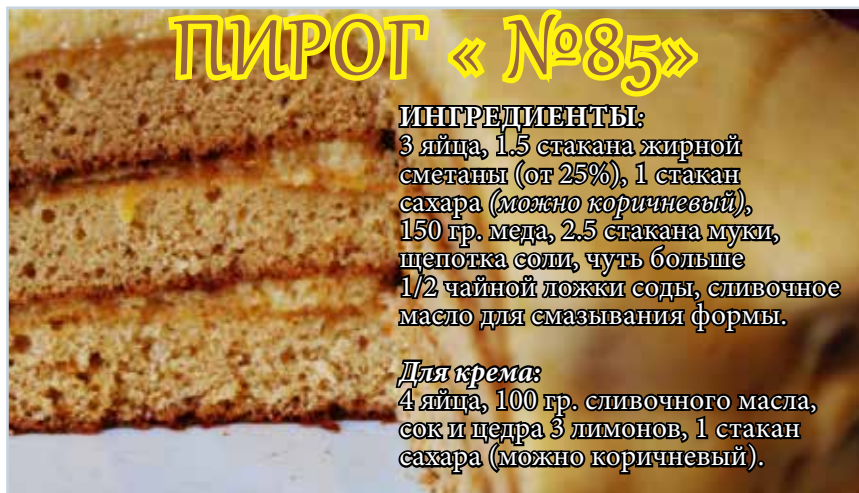 ПИРОГ « №85»
ИНГРЕДИЕНТЫ:
3 яйца, 1.5 стакана жирной
сметаны (от 25%), 1 стакан
сахара (можно коричневый),
150 гр. меда, 2.5 стакана муки,
щепотка соли, чуть больше
1/2 чайной ложки соды, сливочное
масло для смазывания формы.
Для крема:
4 яйца, 100 гр. сливочного масла,
сок и цедра 3 лимонов, 1 стакан
сахара (можно коричневый).